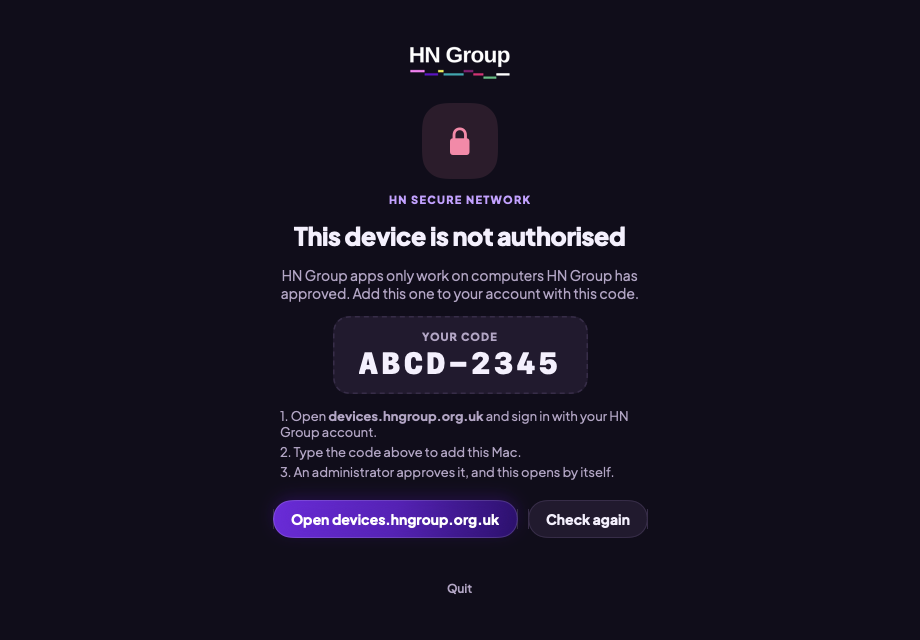 HN Group
HN SECURE NETWORK
This device is not authorised
HN Group apps only work on computers HN Group has
approved. Add this one to your account with this code.
YOUR CODE
ABCD-2345
1. Open devices.hngroup.org.uk and sign in with your HN
Group account.
2. Type the code above to add this Mac.
3. An administrator approves it, and this opens by itself.
Open devices.hngroup.org.uk
Check again
Quit